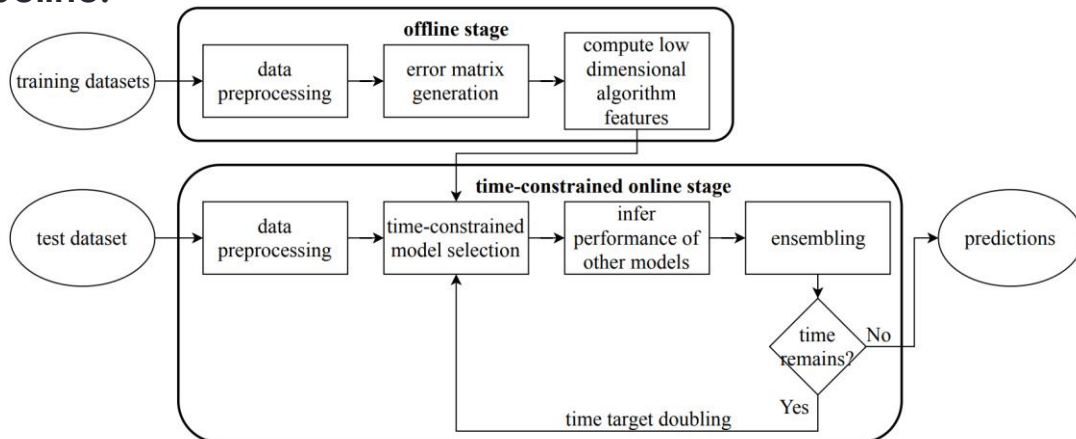 offline stage
training datasets
data
preprocessing
error matrix
generation
compute low
dimensional
algorithm
features
time-constrained online stage
test dataset
data
preprocessing
time-constrained
model selection
infer
performance of
other models
ensembling
predictions
time
remains?
No
Yes
time target doubling